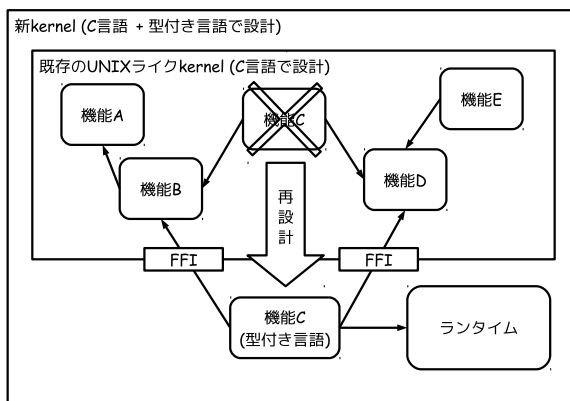 新kernel (C言語 + 型付き言語で設計)
既存のUNIXライクkernel (C言語で設計)
機能A
機能C
機能E
機能B
機能D
再
設
計
FFI
FFI
機能C
(型付き言語)
ランタイム